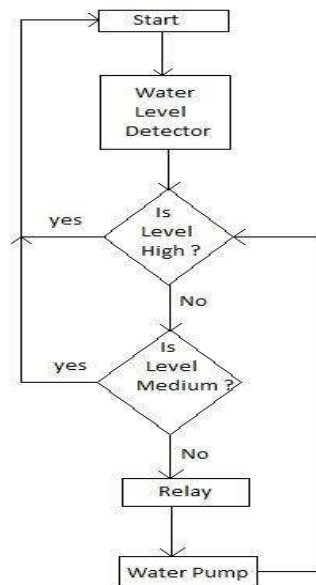 Start
Water
Level
Detector
Is
Level
High ?
yes
No
Is
Level
Medium ?
yes
No
Relay
Water Pump